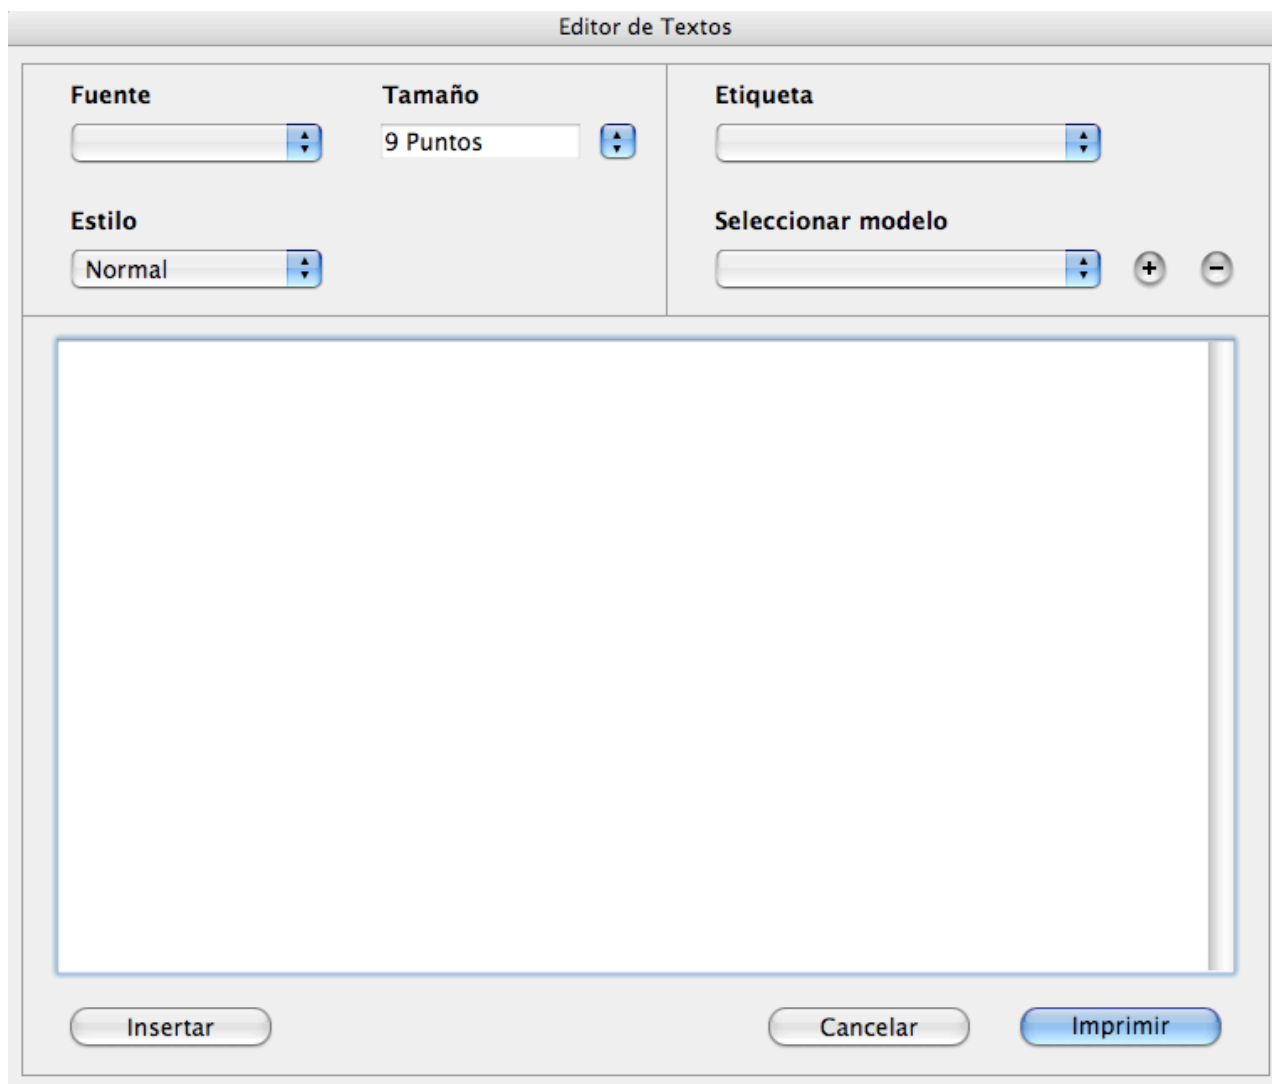 Editor de Textos
Fuente
Tamaño
Etiqueta
9 Puntos
Estilo
Seleccionar modelo
Normal
Insertar
Cancelar
Imprimir